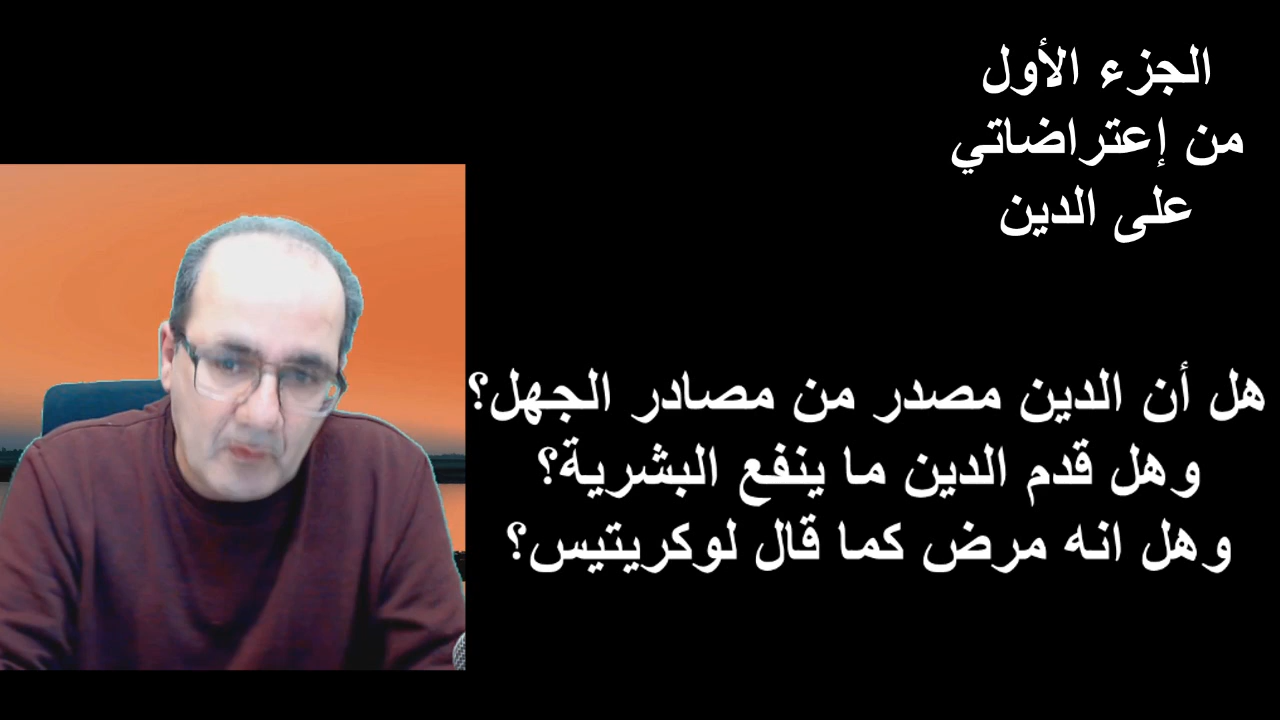 الجزء الأول
من إعتراضاتي
على الدين
هل أن الدين مصدر من مصادر الجهل؟
وهل قدم الدين ما ينفع البشرية؟
وهل انه مرض كما قال لوكريتيس؟